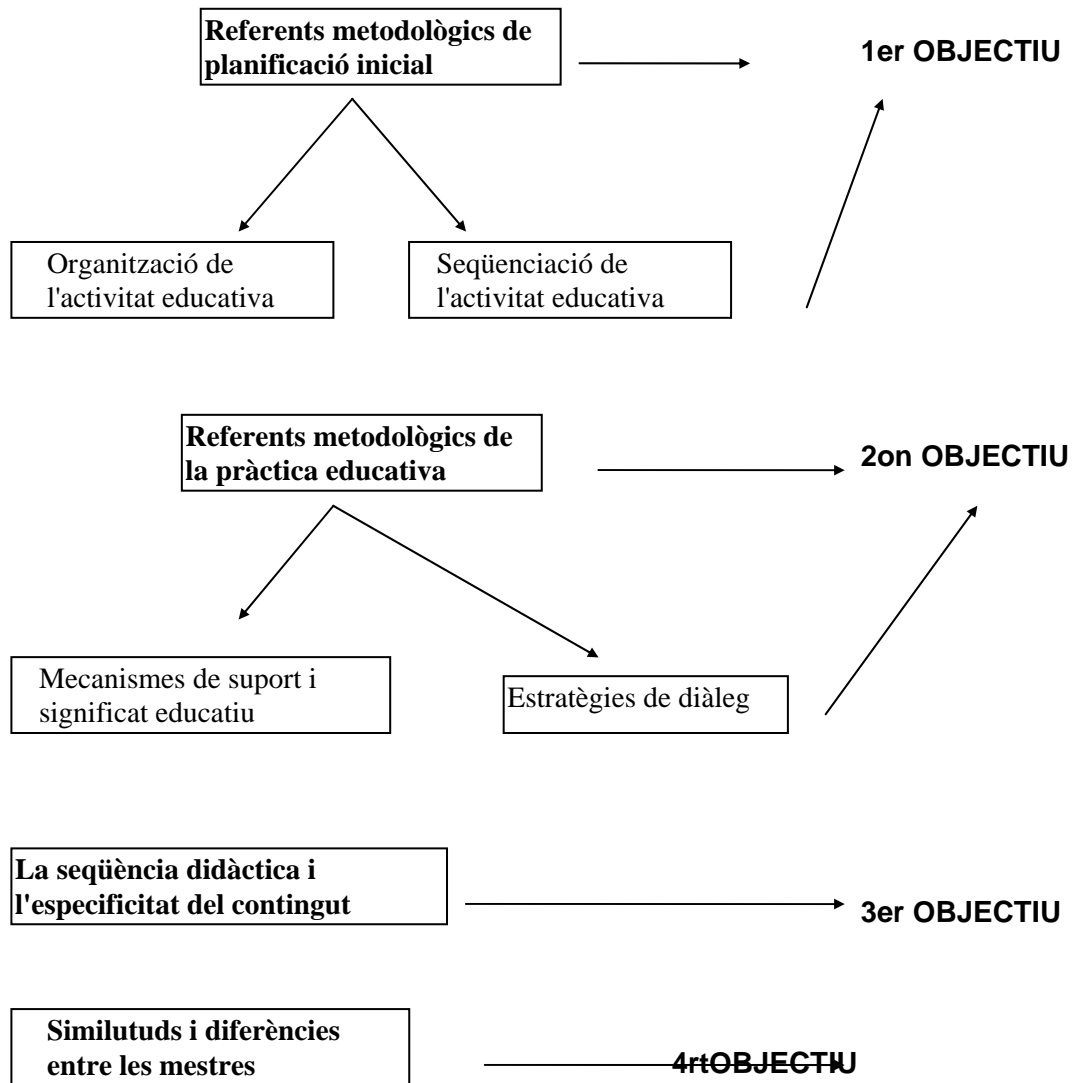 Referents metodològics de
planificació inicial
1er OBJECTIU
Organització de
l'activitat educativa
Seqüenciació de
l'activitat educativa
Referents metodològics de
la pràctica educativa
2on OBJECTIU
Mecanismes de suport i
significat educatiu
Estratègies de diàleg
La seqüència didàctica i
l'especificitat del contingut
3er OBJECTIU
Similutuds i diferències
entre les mestres
4rtOBJECTIU